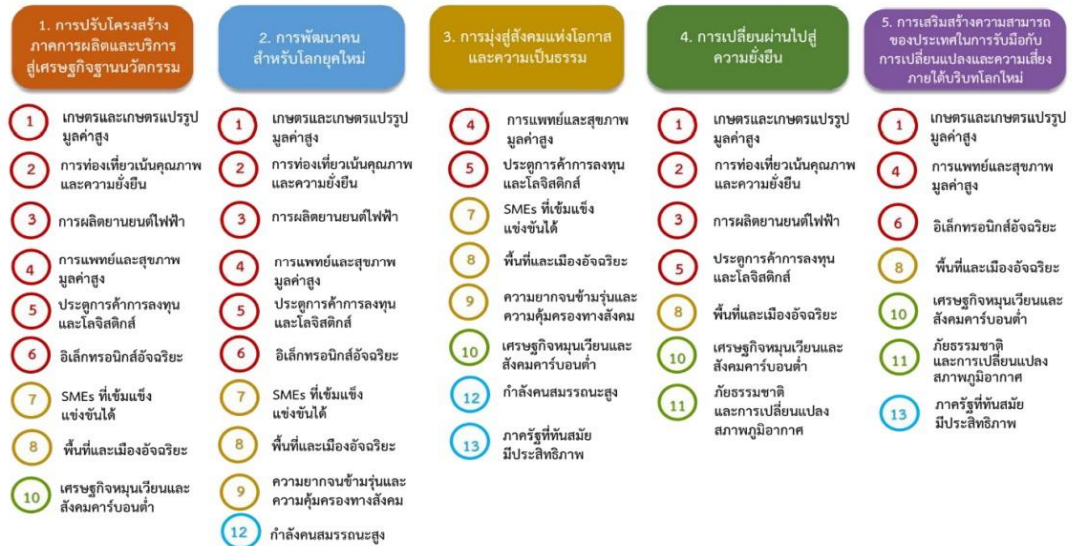 1. การปรับโครงสร้าง
ภาคการผลิตและบริการ
สู่เศรษฐกิจฐานนวัตกรรม
1
เกษตรและเกษตรแปรรูป
มูลค่าสูง
2
การท่องเที่ยวเน้นคุณภาพ
และความยั่งยืน
3
การผลิตยานยนต์ไฟฟ้า
4
การแพทย์และสุขภาพ
มูลค่าสูง
5
ประตูการค้าการลงทุน
และโลจิสติกส์
6
อิเล็กทรอนิกส์อัจฉริยะ
7
SMEs ที่เข้มแข็ง
แข่งขันได้
8
พื้นที่และเมืองอัจฉริยะ
10
เศรษฐกิจหมุนเวียนและ
สังคมคาร์บอนต่ำ
2. การพัฒนาคน
สำหรับโลกยุคใหม่
1
เกษตรและเกษตรแปรรูป
มูลค่าสูง
2
การท่องเที่ยวเน้นคุณภาพ
และความยั่งยืน
3
การผลิตยานยนต์ไฟฟ้า
4
การแพทย์และสุขภาพ
มูลค่าสูง
5
ประตูการค้าการลงทุน
และโลจิสติกส์
6
อิเล็กทรอนิกส์อัจฉริยะ
7
SMEs ที่เข้มแข็ง
แข่งขันได้
8
พื้นที่และเมืองอัจฉริยะ
9
ความยากจนข้ามรุ่นและ
ความคุ้มครองทางสังคม
12
กำลังคนสมรรถนะสูง
3. การมุ่งสู่สังคมแห่งโอกาส
และความเป็นธรรม
4
การแพทย์และสุขภาพ
มูลค่าสูง
5
ประตูการค้าการลงทุน
และโลจิสติกส์
7
SMEs ที่เข้มแข็ง
แข่งขันได้
8
พื้นที่และเมืองอัจฉริยะ
9
ความยากจนข้ามรุ่นและ
ความคุ้มครองทางสังคม
10
เศรษฐกิจหมุนเวียนและ
สังคมคาร์บอนต่ำ
12
กำลังคนสมรรถนะสูง
13
ภาครัฐที่ทันสมัย
มีประสิทธิภาพ
4. การเปลี่ยนผ่านไปสู่
ความยั่งยืน
1
เกษตรและเกษตรแปรรูป
มูลค่าสูง
2
การท่องเที่ยวเน้นคุณภาพ
และความยั่งยืน
3
การผลิตยานยนต์ไฟฟ้า
5
ประตูการค้าการลงทุน
และโลจิสติกส์
8
พื้นที่และเมืองอัจฉริยะ
10
เศรษฐกิจหมุนเวียนและ
สังคมคาร์บอนต่ำ
11
ภัยธรรมชาติ
และการเปลี่ยนแปลง
สภาพภูมิอากาศ
5. การเสริมสร้างความสามารถ
ของประเทศในการรับมือกับ
การเปลี่ยนแปลงและความเสี่ยง
ภายใต้บริบทโลกใหม่
1
เกษตรและเกษตรแปรรูป
มูลค่าสูง
4
การแพทย์และสุขภาพ
มูลค่าสูง
6
อิเล็กทรอนิกส์อัจฉริยะ
8
พื้นที่และเมืองอัจฉริยะ
10
เศรษฐกิจหมุนเวียนและ
สังคมคาร์บอนต่ำ
11
ภัยธรรมชาติ
และการเปลี่ยนแปลง
สภาพภูมิอากาศ
13
ภาครัฐที่ทันสมัย
มีประสิทธิภาพ